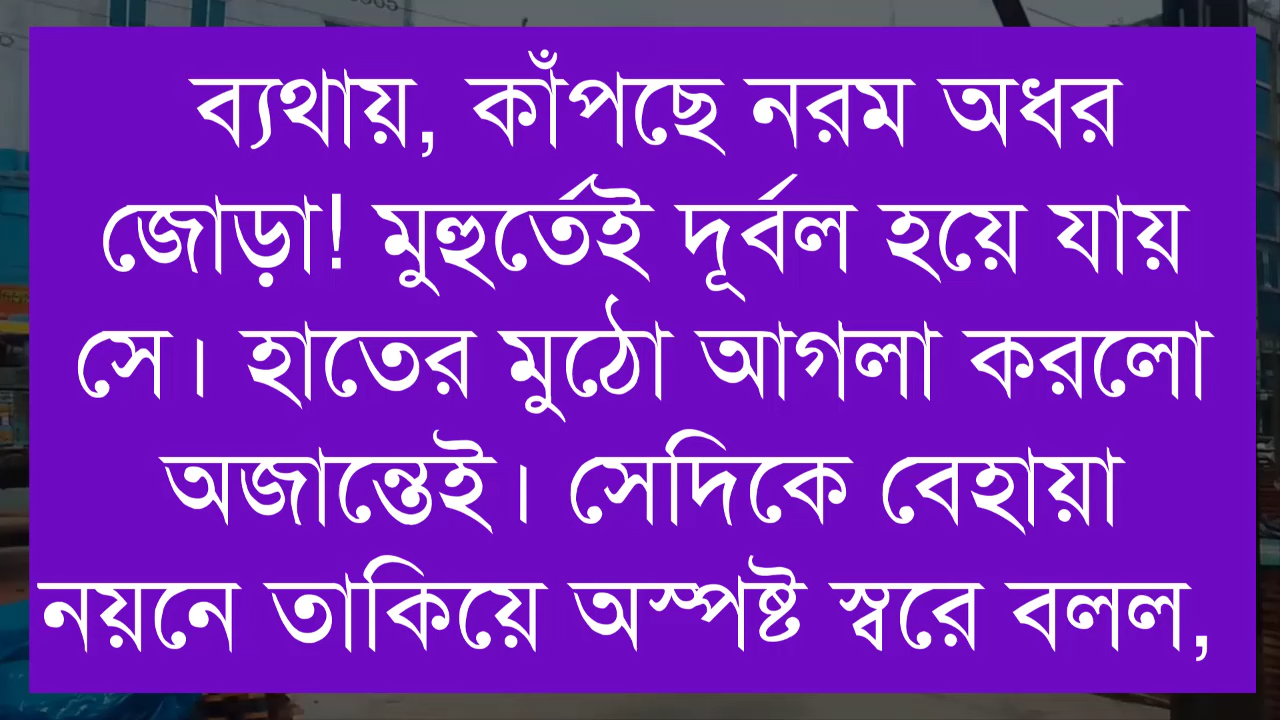 ব্যথায়, কাঁপছে নরম অধর
জোড়া! মুহুর্তেই দূর্বল হয়ে যায়
সে। হাতের মুঠো আগলা করলো
অজান্তেই। সেদিকে বেহায়া
নয়নে তাকিয়ে অস্পষ্ট স্বরে বলল,